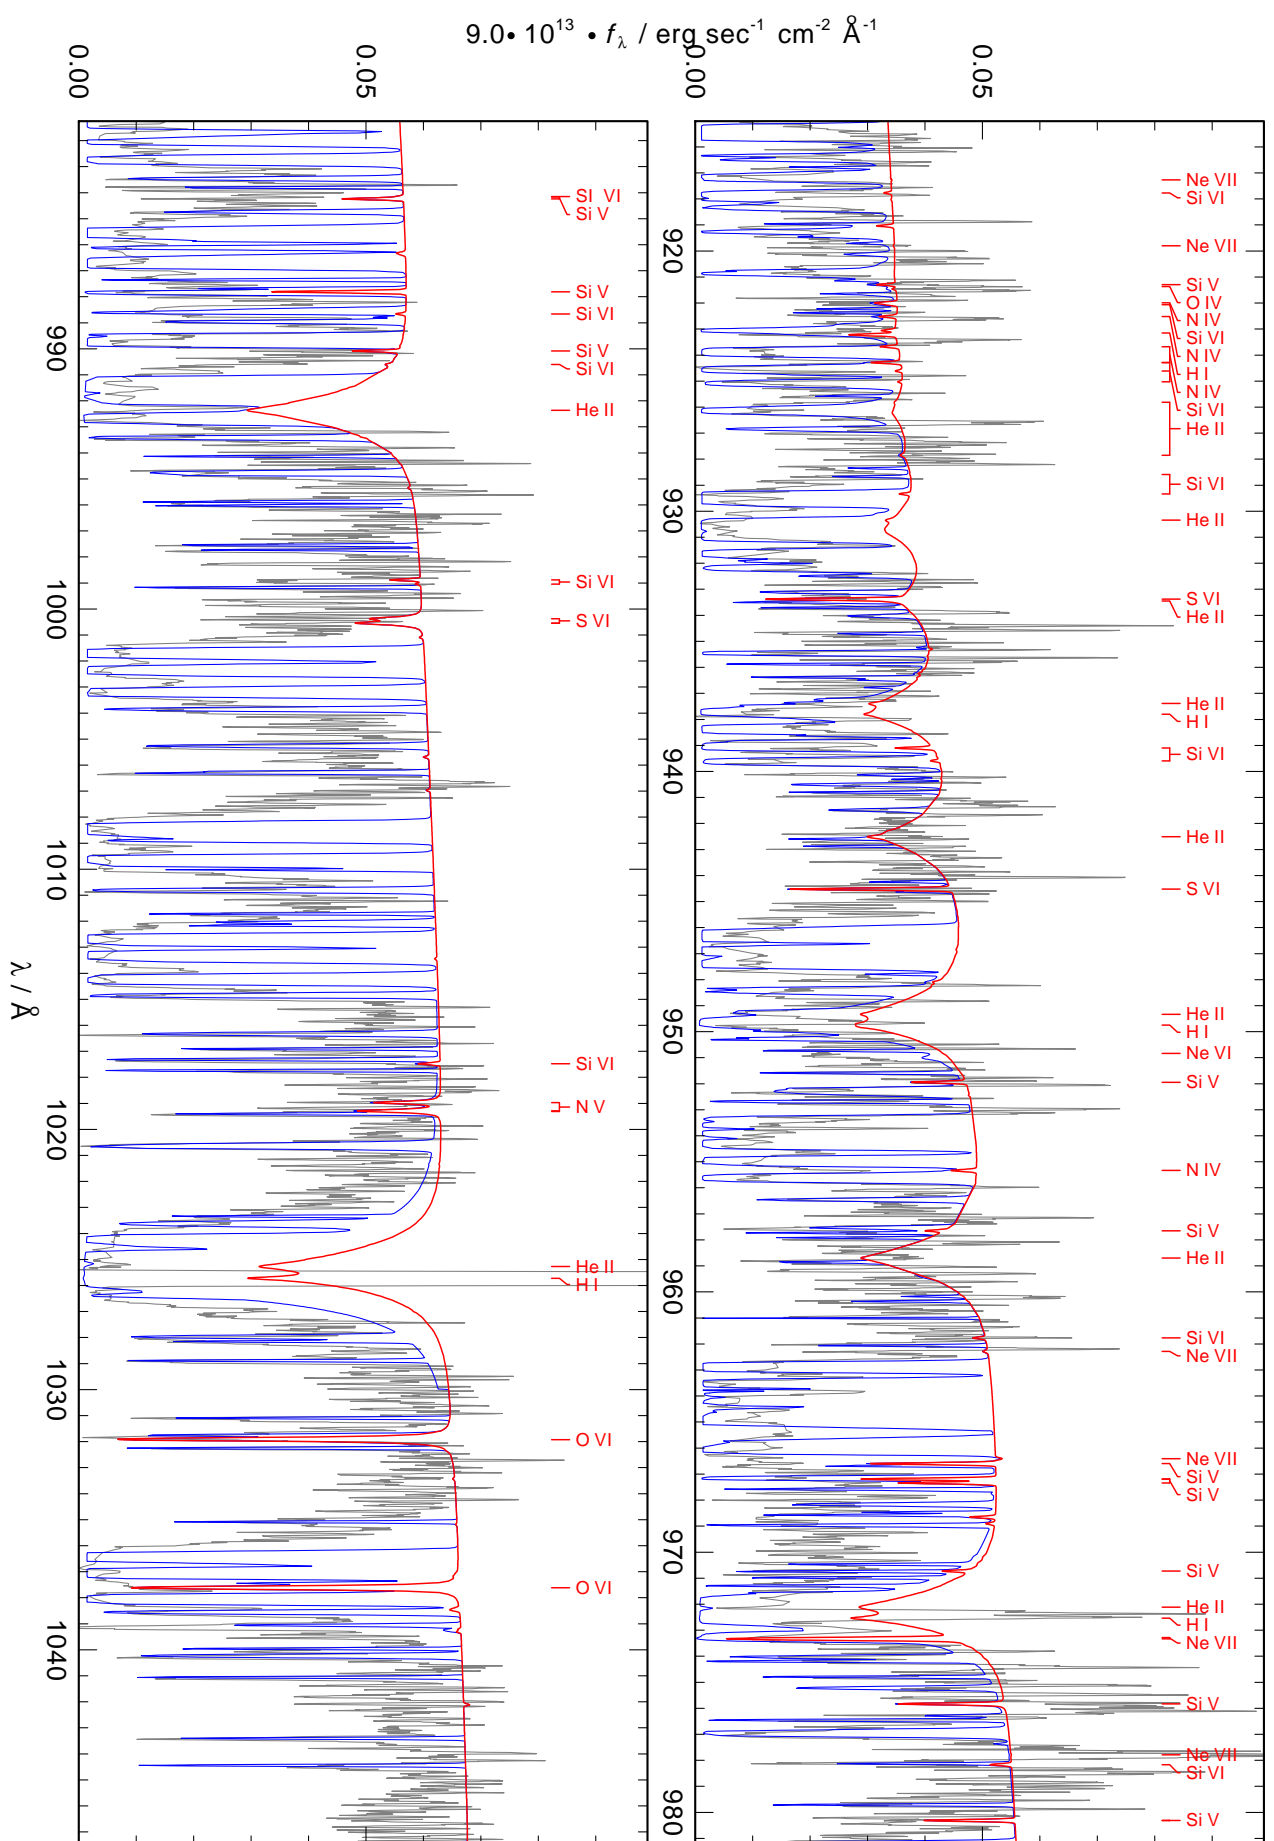 9.0• 10¹³ • f_λ / erg sec⁻¹ cm⁻² Å⁻¹
0.00
0.05
920
930
940
950
960
970
980
Ne VII
Si VI
Ne VII
Si V
O IV
N IV
Si VI
N IV
H I
N IV
Si VI
He II
Si VI
He II
S VI
He II
He II
H I
Si VI
He II
S VI
He II
H I
Ne VI
Si V
N IV
Si V
He II
Si VI
Ne VII
Ne VII
Si V
Si V
Si V
He II
H I
Ne VII
Si V
Ne VII
Si VI
Si V
0.00
0.05
990
1000
1010
1020
1030
1040
SI VI
Si V
Si V
Si VI
Si V
Si VI
He II
Si VI
S VI
Si VI
N V
He II
H I
O VI
O VI
λ / Å